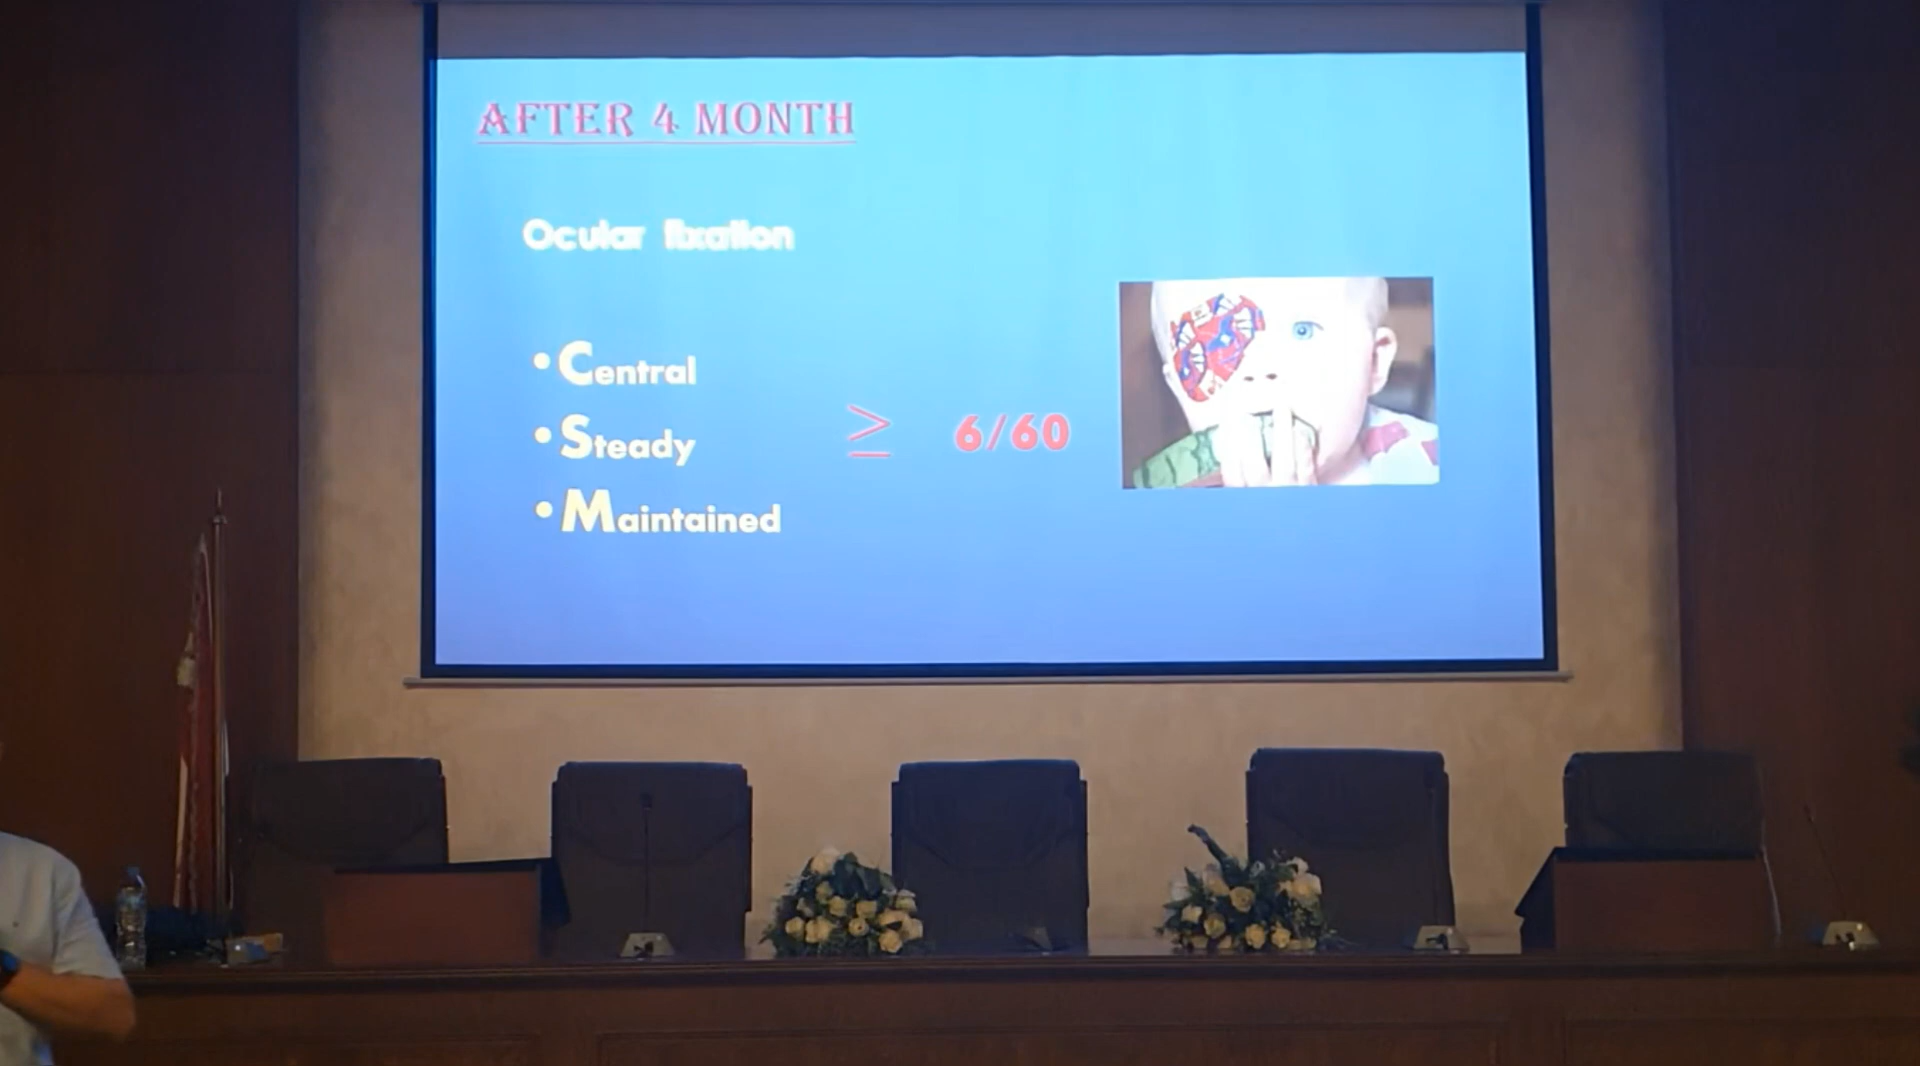 AFTER 4 MONTH
Ocular fixation
• Central
• Steady
≥ 6/60
• Maintained